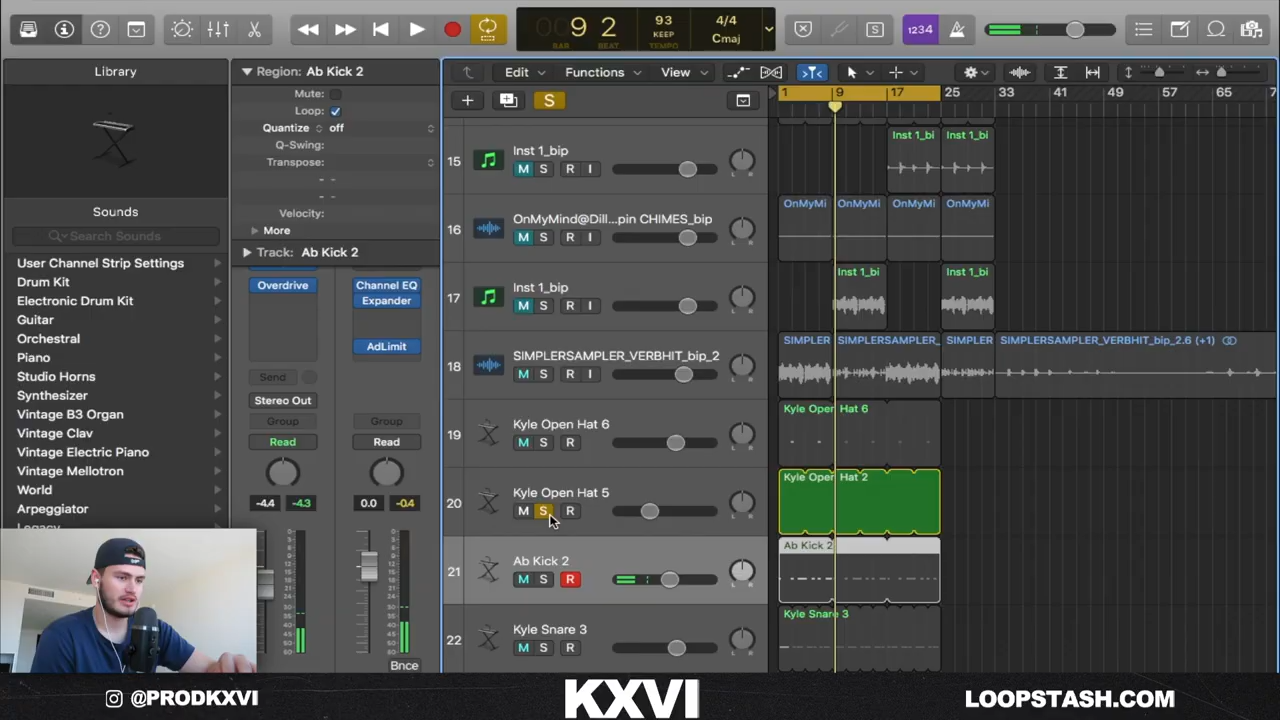 9 2
BAR BEAT
93
KEEP
TEMPO
4/4
Cmaj
1234
Library
Region: Ab Kick 2
Mute:
Loop:
Quantize off
Q-Swing:
Transpose:
Velocity:
More
Track: Ab Kick 2
Sounds
Search Sounds
User Channel Strip Settings
Drum Kit
Electronic Drum Kit
Guitar
Orchestral
Piano
Studio Horns
Synthesizer
Vintage B3 Organ
Vintage Clav
Vintage Electric Piano
Vintage Mellotron
World
Arpeggiator
Legacy
Overdrive
Channel EQ
Expander
AdLimit
Send
Stereo Out
Group
Group
Read
Read
-4.4 -4.3
0.0 -0.4
Bnce
Edit Functions View
S
1 9 17 25 33 41 49 57 65
15 Inst 1_bip
M S R I
Inst 1_bi Inst 1_bi
16 OnMyMind@Dill...pin CHIMES_bip
M S R I
OnMyMi OnMyMi OnMyMi OnMyMi
17 Inst 1_bip
M S R I
Inst 1_bi Inst 1_bi
18 SIMPLERSAMPLER_VERBHIT_bip_2
M S R I
SIMPLER SIMPLERSAMPLER_ SIMPLER SIMPLERSAMPLER_VERBHIT_bip_2.6 (+1)
19 Kyle Open Hat 6
M S R
Kyle Open Hat 6
20 Kyle Open Hat 5
M S R
Kyle Open Hat 2
21 Ab Kick 2
M S R
Ab Kick 2
22 Kyle Snare 3
M S R
Kyle Snare 3
@PRODKXVI
KXVI
LOOPSTASH.COM